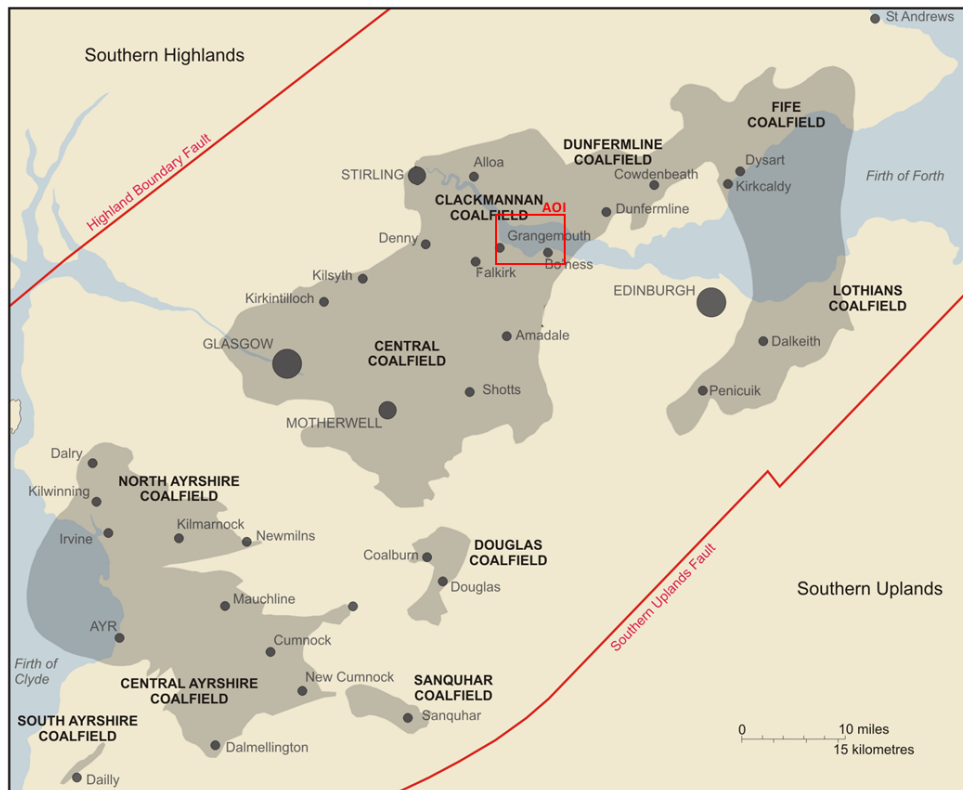 St Andrews
Southern Highlands
FIFE
COALFIELD
Highland Boundary Fault
DUNFERMLINE
COALFIELD
Alloa
Dysart
STIRLING
Cowdenbeath
Kirkcaldy
Firth of Forth
CLACKMANNAN
COALFIELD
AOI
Dunfermline
Denny
Grangemouth
Falkirk
Bo'ness
Kilsyth
EDINBURGH
LOTHIANS
COALFIELD
Kirkintilloch
Amadale
Dalkeith
GLASGOW
CENTRAL
COALFIELD
Shotts
Penicuik
MOTHERWELL
Dalry
NORTH AYRSHIRE
COALFIELD
Kilwinning
Kilmarnock
Irvine
Newmilns
Coalburn
DOUGLAS
COALFIELD
Douglas
Southern Uplands Fault
Southern Uplands
Mauchline
AYR
Cumnock
Firth of
Clyde
CENTRAL AYRSHIRE
COALFIELD
New Cumnock
SANQUHAR
COALFIELD
Sanquhar
SOUTH AYRSHIRE
COALFIELD
Dalmellington
Dailly
0 10 miles
15 kilometres